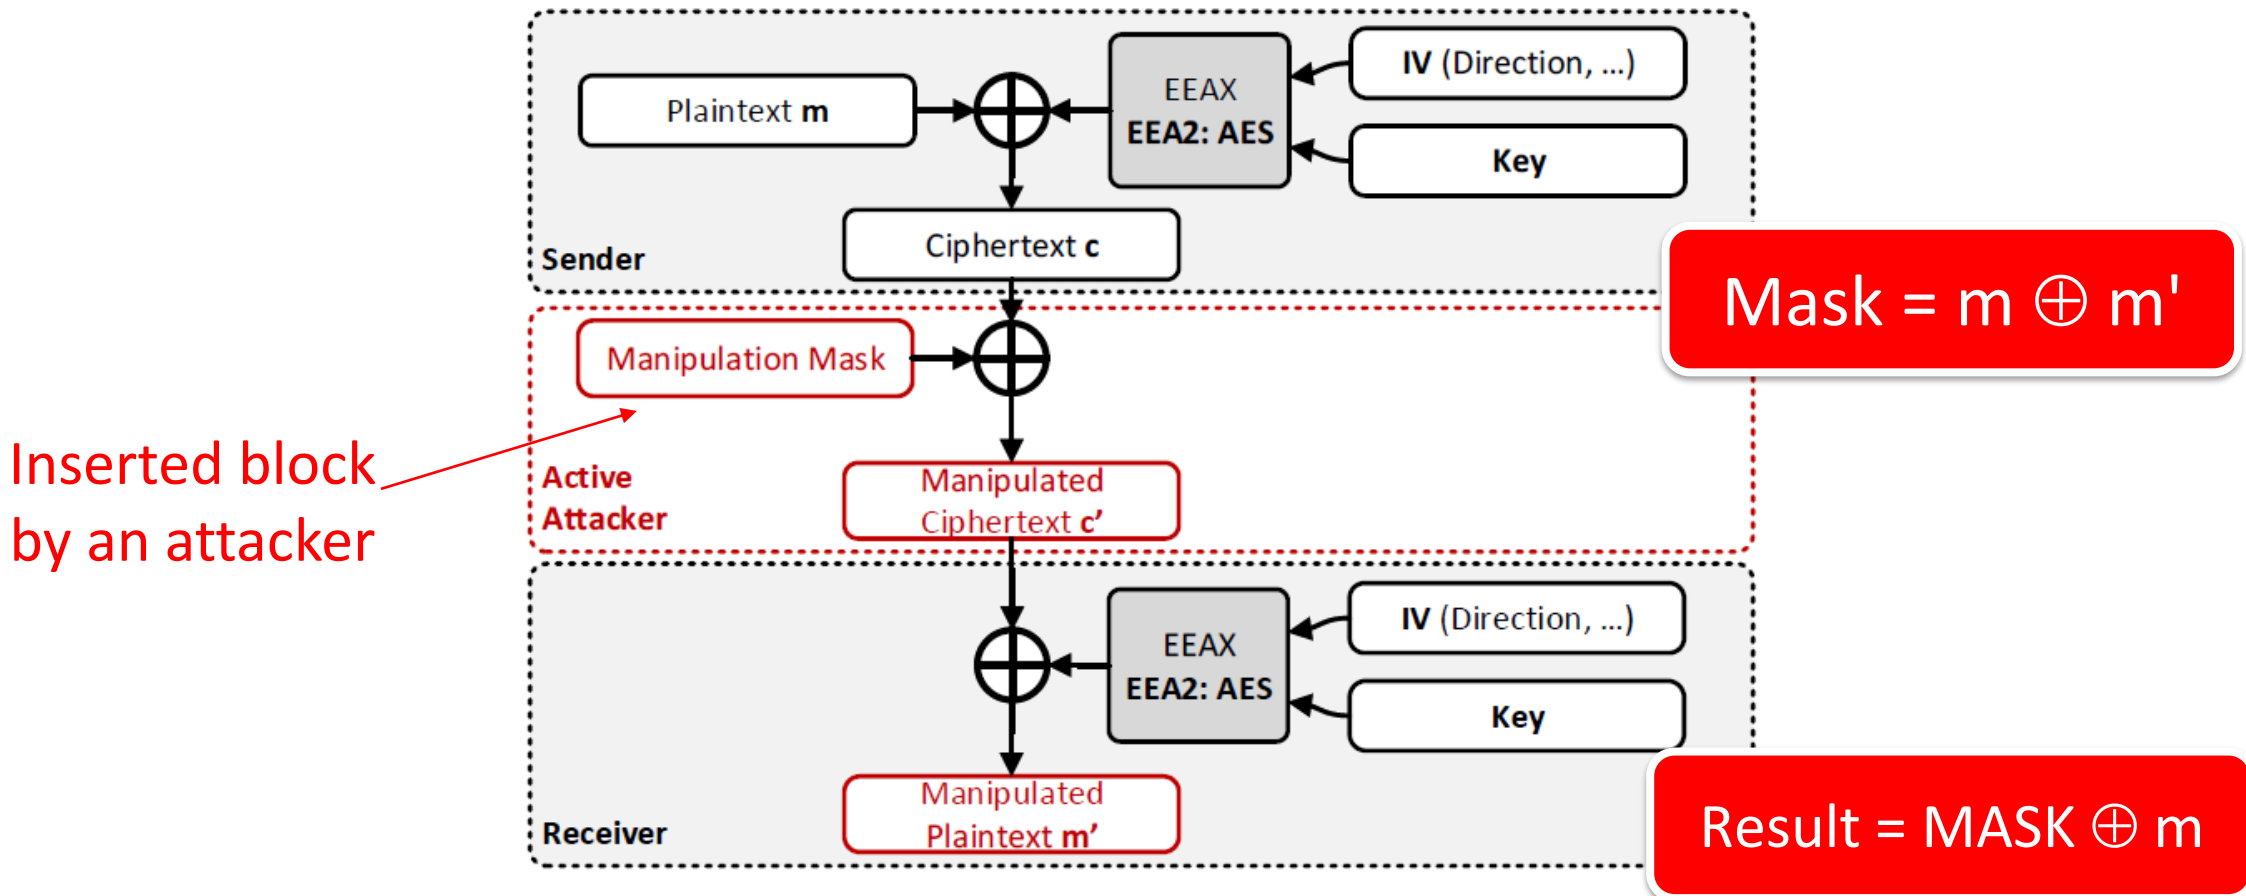 Plaintext m
EEAX
EEA2: AES
IV (Direction, ...)
Key
Ciphertext c
Sender
Mask = m ⊕ m'
Manipulation Mask
Inserted block
by an attacker
Active
Attacker
Manipulated
Ciphertext c’
EEAX
EEA2: AES
IV (Direction, ...)
Key
Manipulated
Plaintext m’
Receiver
Result = MASK ⊕ m